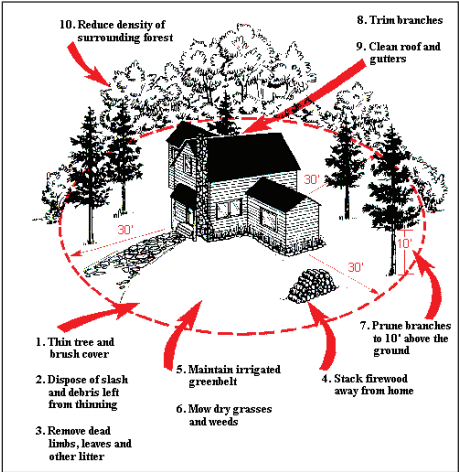 10. Reduce density of
surrounding forest
8. Trim branches
9. Clean roof and
gutters
30'
30'
10'
30'
1. Thin tree and
brush cover
2. Dispose of slash
and debris left
from thinning
3. Remove dead
limbs, leaves and
other litter
5. Maintain irrigated
greenbelt
6. Mow dry grasses
and weeds
4. Stack firewood
away from home
7. Prune branches
to 10' above the
ground